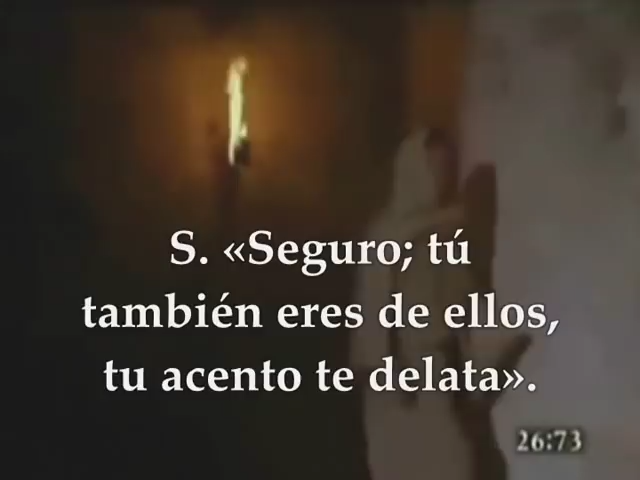 S. «Seguro; tú
también eres de ellos,
tu acento te delata».
26:73